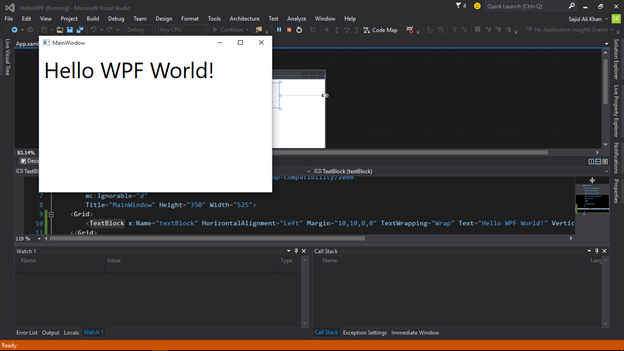 HelloWPF (Running) - Microsoft Visual Studio
4
Quick Launch (Ctrl+Q)
File Edit View Project Build Debug Team Design Format Tools Architecture Test Analyze Window Help
Sajid Ali Khan
Debug Any CPU Continue Code Map No Application Insights Events
Live Visual Tree
App.xaml
MainWindow
Hello WPF World!
83.14%
Design
TextBlock (textBlock)
7 mc:Ignorable="d"
8 Title="MainWindow" Height="350" Width="525">
9 <Grid>
10 <TextBlock x:Name="textBlock" HorizontalAlignment="Left" Margin="10,10,0,0" TextWrapping="Wrap" Text="Hello WPF World!"
11 </Grid>
119 %
Solution Explorer
Live Property Explorer
Notifications
Properties
Watch 1
Name Value Type
Call Stack
Name
Error List Output Locals Watch 1
Call Stack Exception Settings Immediate Window
Ready